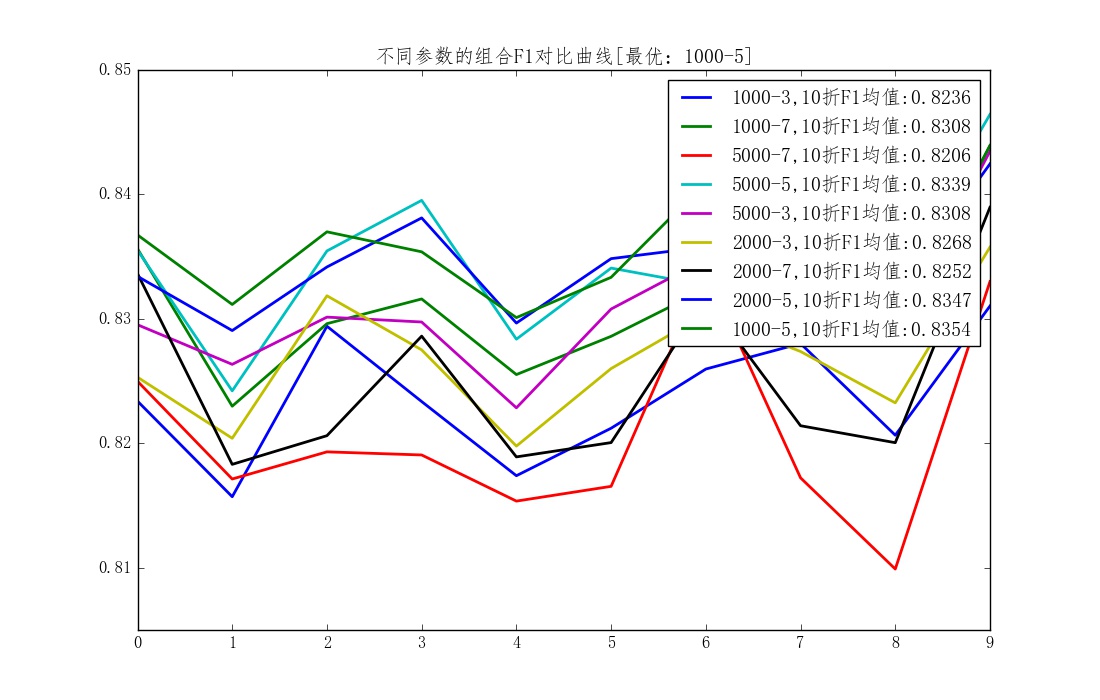 不同参数的组合F1对比曲线[最优：1000-5]
0.85
0.84
0.83
0.82
0.81
1000-3,10折F1均值:0.8236
1000-7,10折F1均值:0.8308
5000-7,10折F1均值:0.8206
5000-5,10折F1均值:0.8339
5000-3,10折F1均值:0.8308
2000-3,10折F1均值:0.8268
2000-7,10折F1均值:0.8252
2000-5,10折F1均值:0.8347
1000-5,10折F1均值:0.8354
0 1 2 3 4 5 6 7 8 9